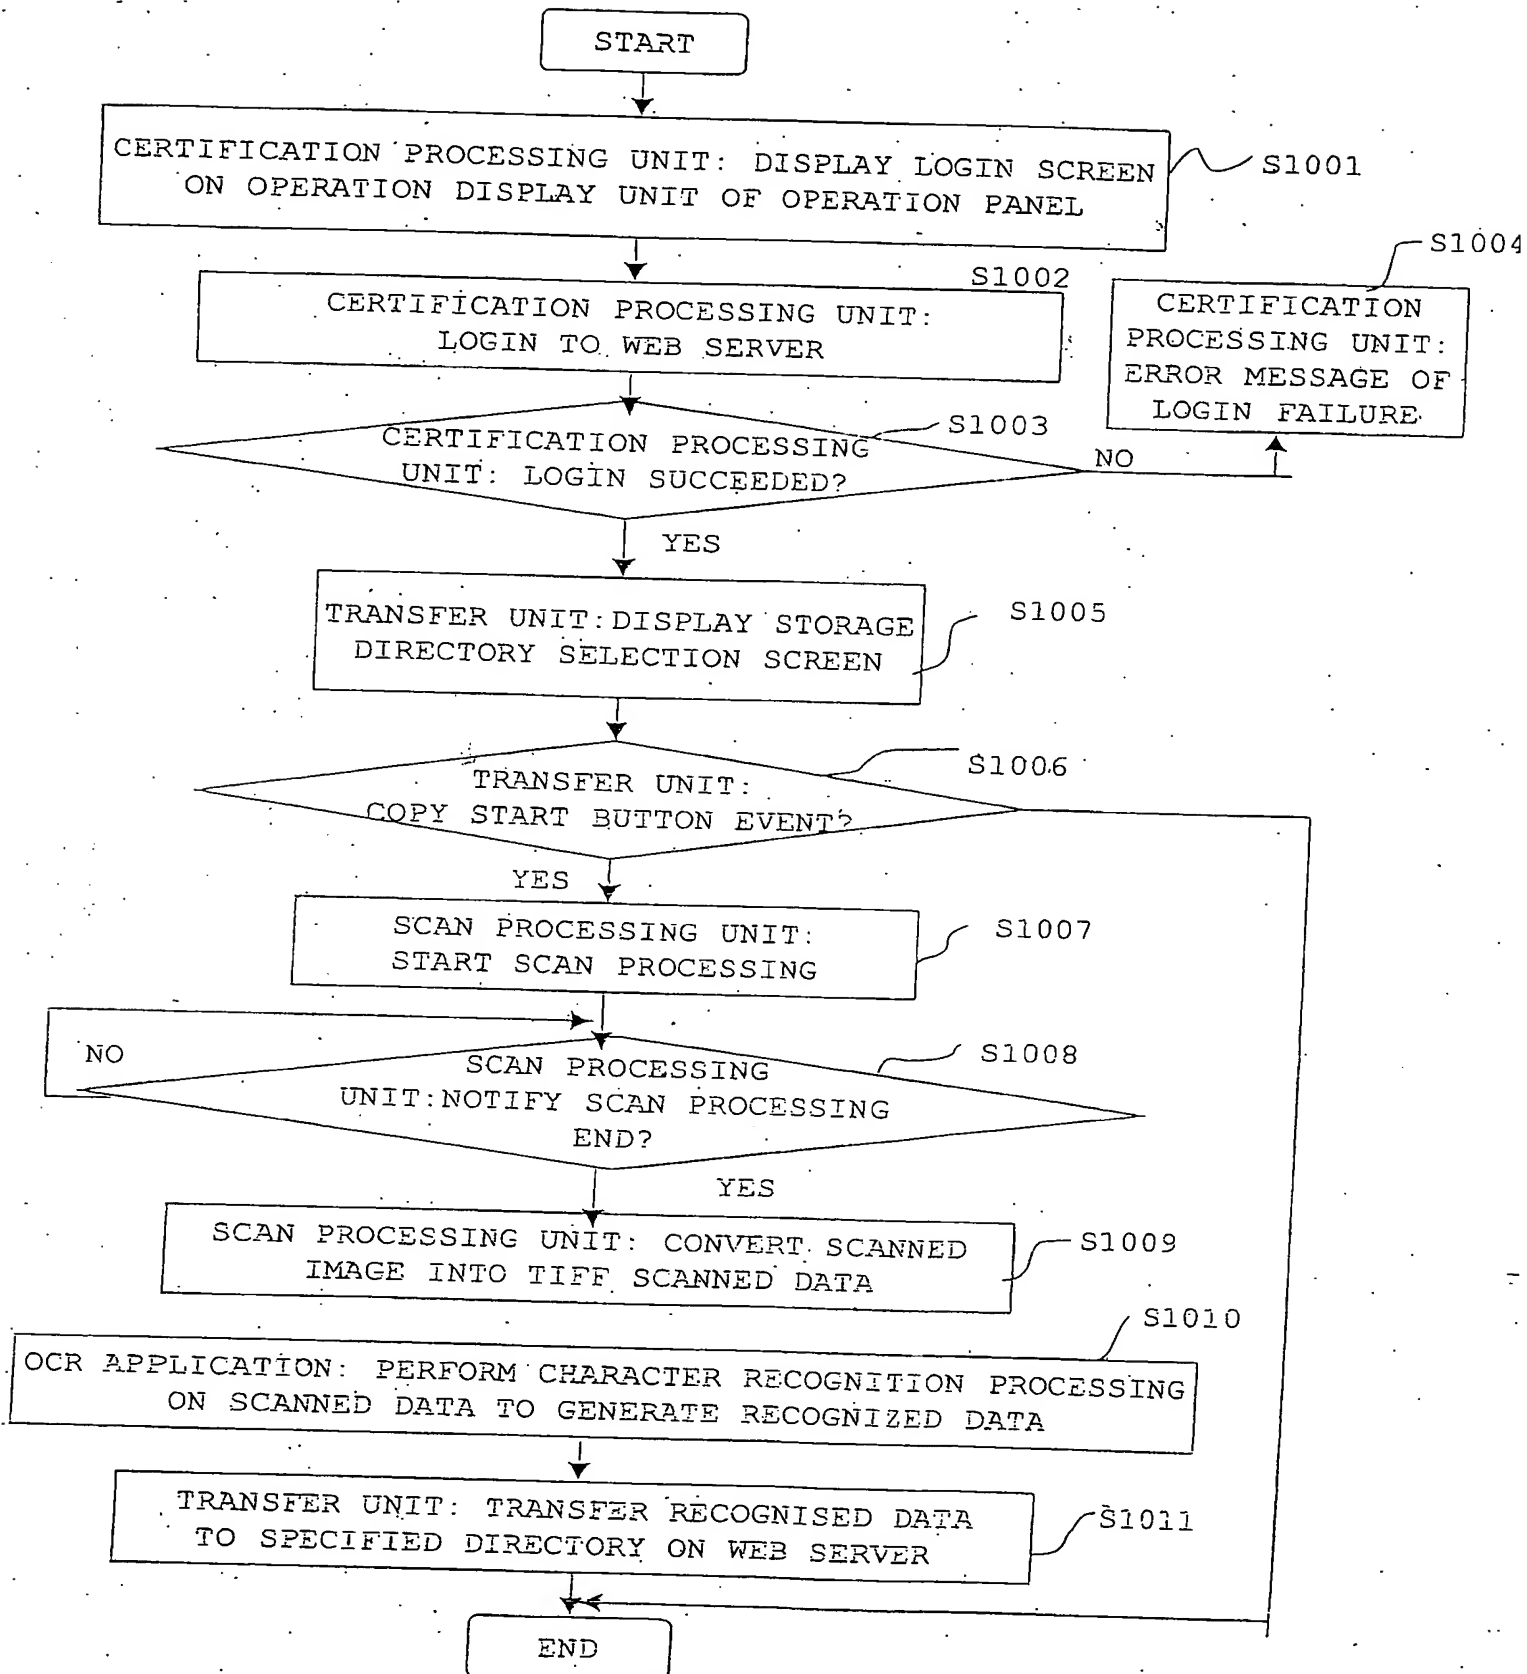 START
CERTIFICATION PROCESSING UNIT: DISPLAY LOGIN SCREEN
ON OPERATION DISPLAY UNIT OF OPERATION PANEL
S1001
S1002
CERTIFICATION PROCESSING UNIT:
LOGIN TO WEB SERVER
S1004
CERTIFICATION
PROCESSING UNIT:
ERROR MESSAGE OF
LOGIN FAILURE
S1003
CERTIFICATION PROCESSING
UNIT: LOGIN SUCCEEDED?
NO
YES
TRANSFER UNIT:DISPLAY STORAGE
DIRECTORY SELECTION SCREEN
S1005
TRANSFER UNIT:
COPY START BUTTON EVENT?
S1006
YES
SCAN PROCESSING UNIT:
START SCAN PROCESSING
S1007
NO
SCAN PROCESSING
UNIT:NOTIFY SCAN PROCESSING
END?
S1008
YES
SCAN PROCESSING UNIT: CONVERT SCANNED
IMAGE INTO TIFF SCANNED DATA
S1009
S1010
OCR APPLICATION: PERFORM CHARACTER RECOGNITION PROCESSING
ON SCANNED DATA TO GENERATE RECOGNIZED DATA
TRANSFER UNIT: TRANSFER RECOGNISED DATA
TO SPECIFIED DIRECTORY ON WEB SERVER
S1011
END